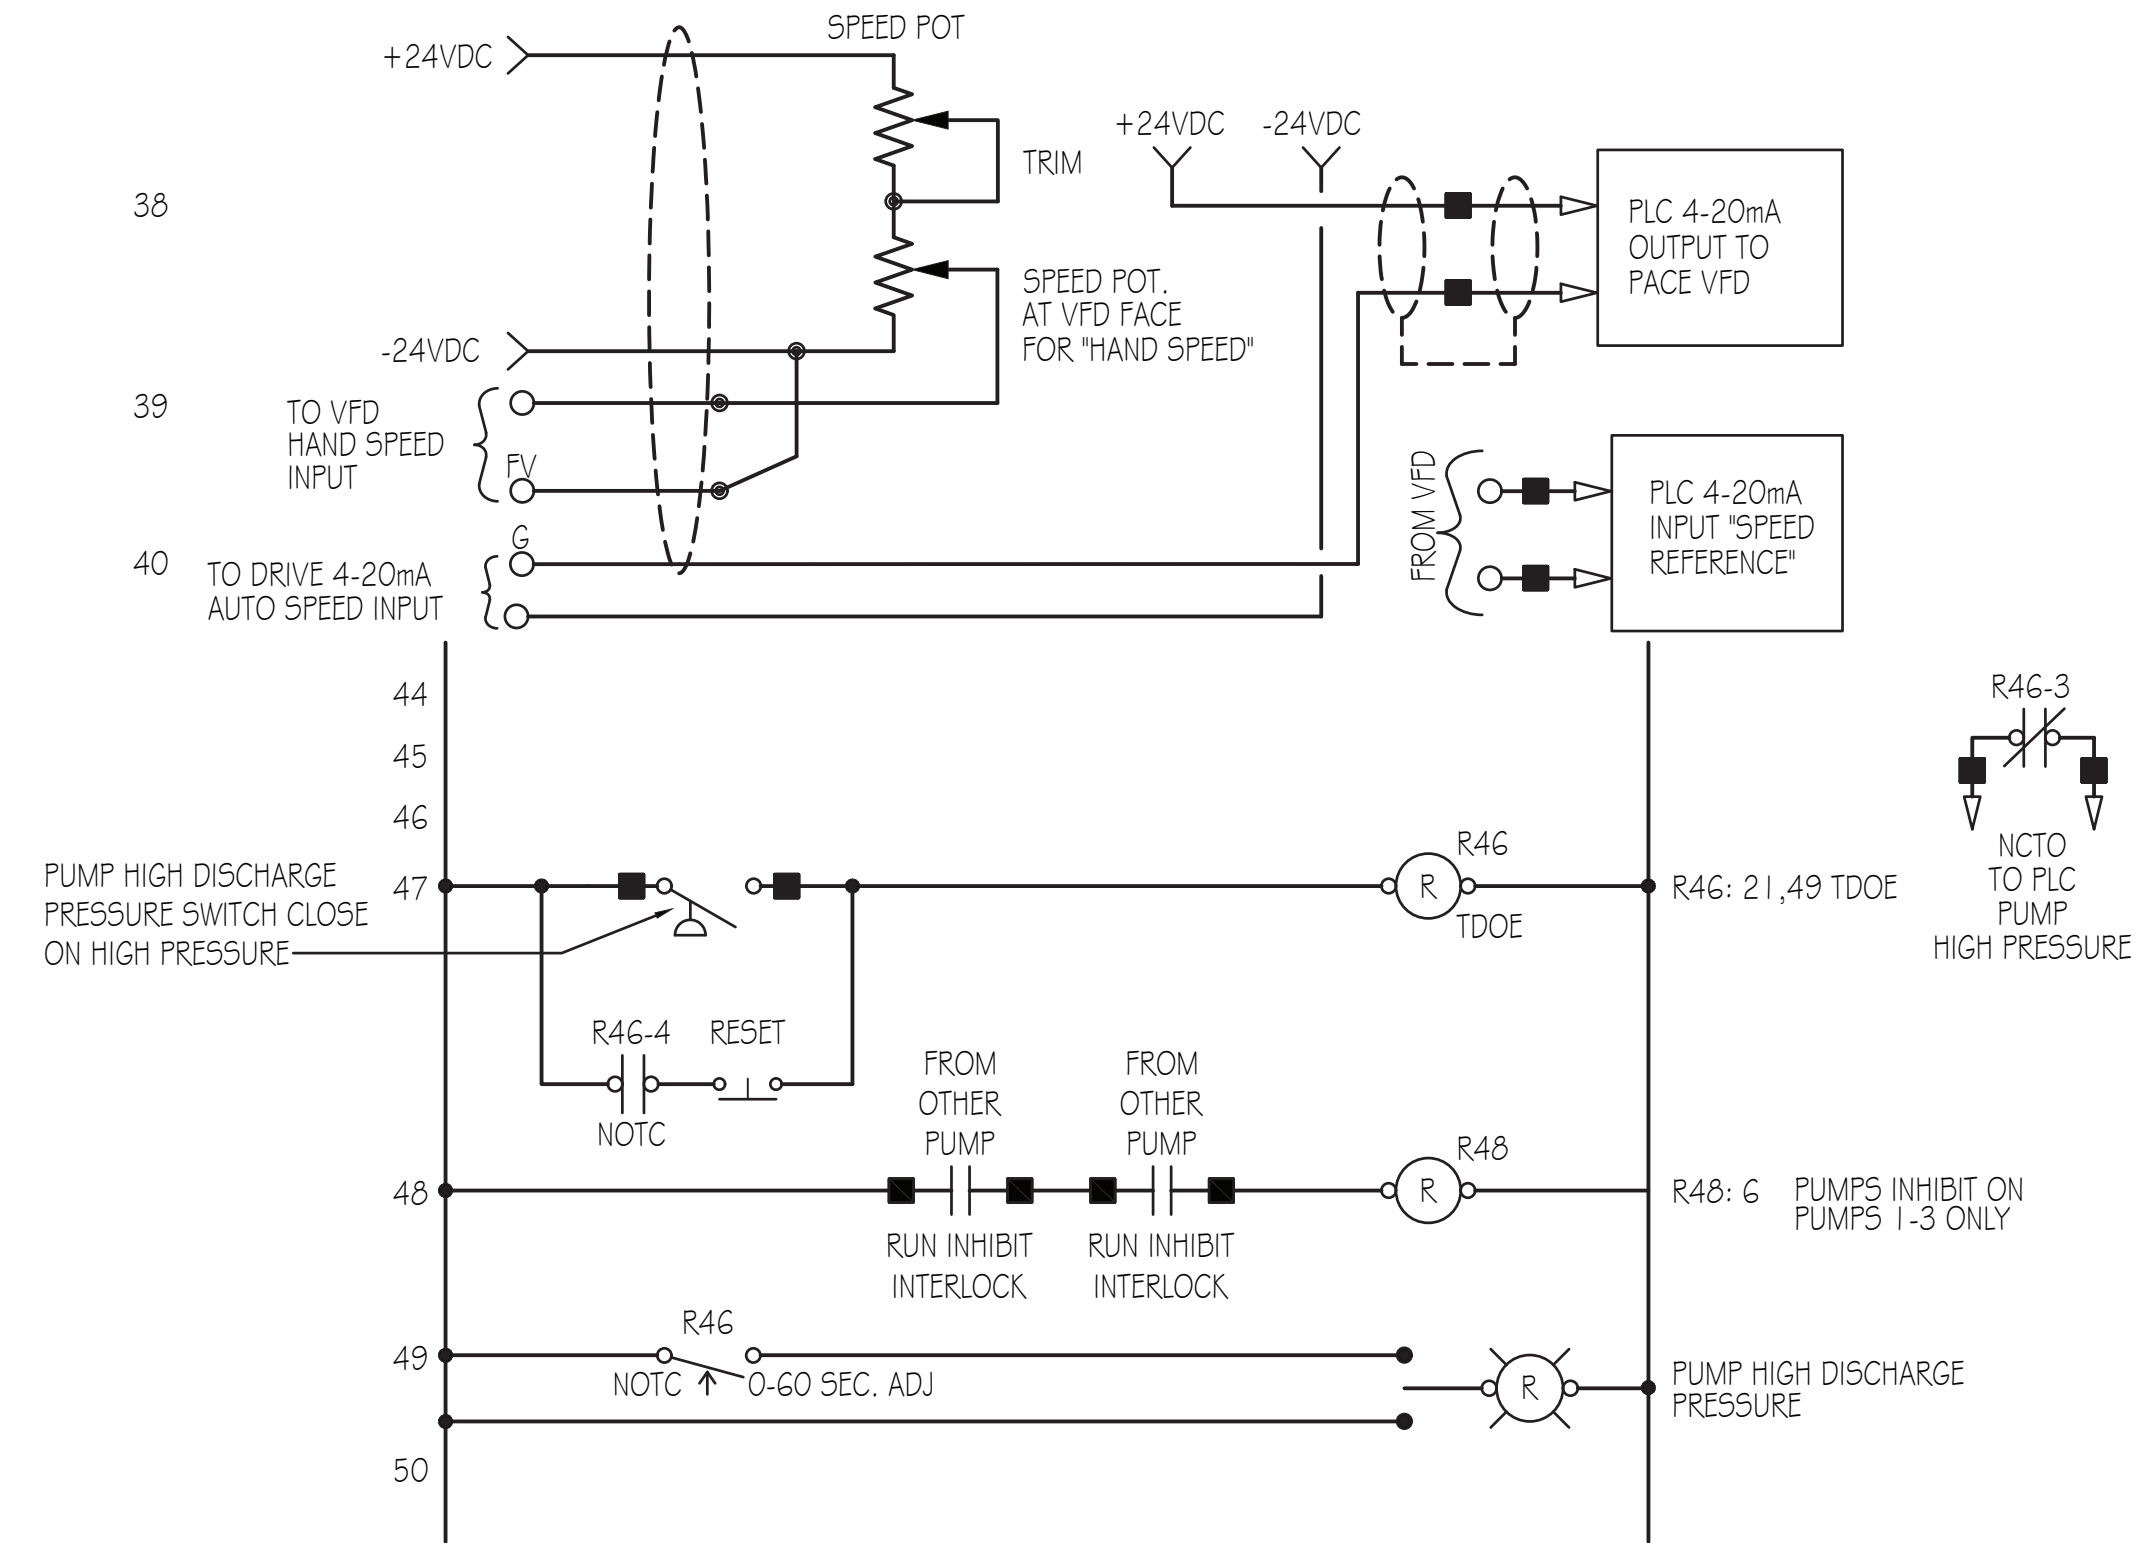 SPEED POT
+24VDC
TRIM
+24VDC
-24VDC
38
PLC 4-20mA
OUTPUT TO
PACE VFD
SPEED POT.
AT VFD FACE
FOR "HAND SPEED"
-24VDC
39
TO VFD
HAND SPEED
INPUT
FV
FROM VFD
PLC 4-20mA
INPUT "SPEED
REFERENCE"
G
40
TO DRIVE 4-20mA
AUTO SPEED INPUT
44
R46-3
45
46
NCTO
TO PLC
PUMP
HIGH PRESSURE
PUMP HIGH DISCHARGE
PRESSURE SWITCH CLOSE
ON HIGH PRESSURE
47
R46
R
TDOE
R46: 21,49 TDOE
R46-4
RESET
NOTC
FROM
OTHER
PUMP
FROM
OTHER
PUMP
48
R48
R
R48: 6
PUMPS INHIBIT ON
PUMPS 1-3 ONLY
RUN INHIBIT
INTERLOCK
RUN INHIBIT
INTERLOCK
R46
49
NOTC
0-60 SEC. ADJ
R
PUMP HIGH DISCHARGE
PRESSURE
50